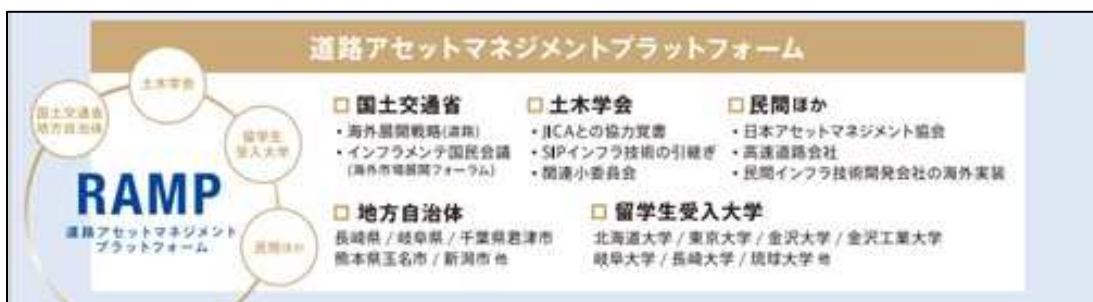 道路アセットマネジメントプラットフォーム
土木学会
国土交通省
地方自治体
留学生
受入大学
RAMP
道路アセットマネジメント
プラットフォーム
民間ほか
国土交通省
・海外展開戦略(道路)
・インフラメンテ国民会議
(海外市場展開フォーラム)
土木学会
・JICAとの協力覚書
・SIPインフラ技術の引継ぎ
・関連小委員会
民間ほか
・日本アセットマネジメント協会
・高速道路会社
・民間インフラ技術開発会社の海外実装
地方自治体
長崎県 / 岐阜県 / 千葉県君津市
熊本県玉名市 / 新潟市 他
留学生受入大学
北海道大学 / 東京大学 / 金沢大学 / 金沢工業大学
岐阜大学 / 長崎大学 / 琉球大学 他